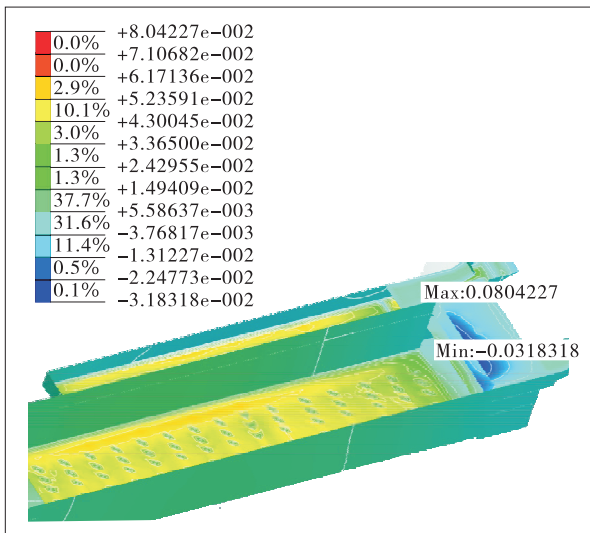 +8.04227e-002
0.0%
+7.10682e-002
0.0%
+6.17136e-002
2.9%
+5.23591e-002
10.1%
+4.30045e-002
3.0%
+3.36500e-002
1.3%
+2.42955e-002
1.3%
+1.49409e-002
37.7%
+5.58637e-003
31.6%
-3.76817e-003
11.4%
-1.31227e-002
0.5%
-2.24773e-002
0.1%
-3.18318e-002
Max:0.0804227
Min:-0.0318318